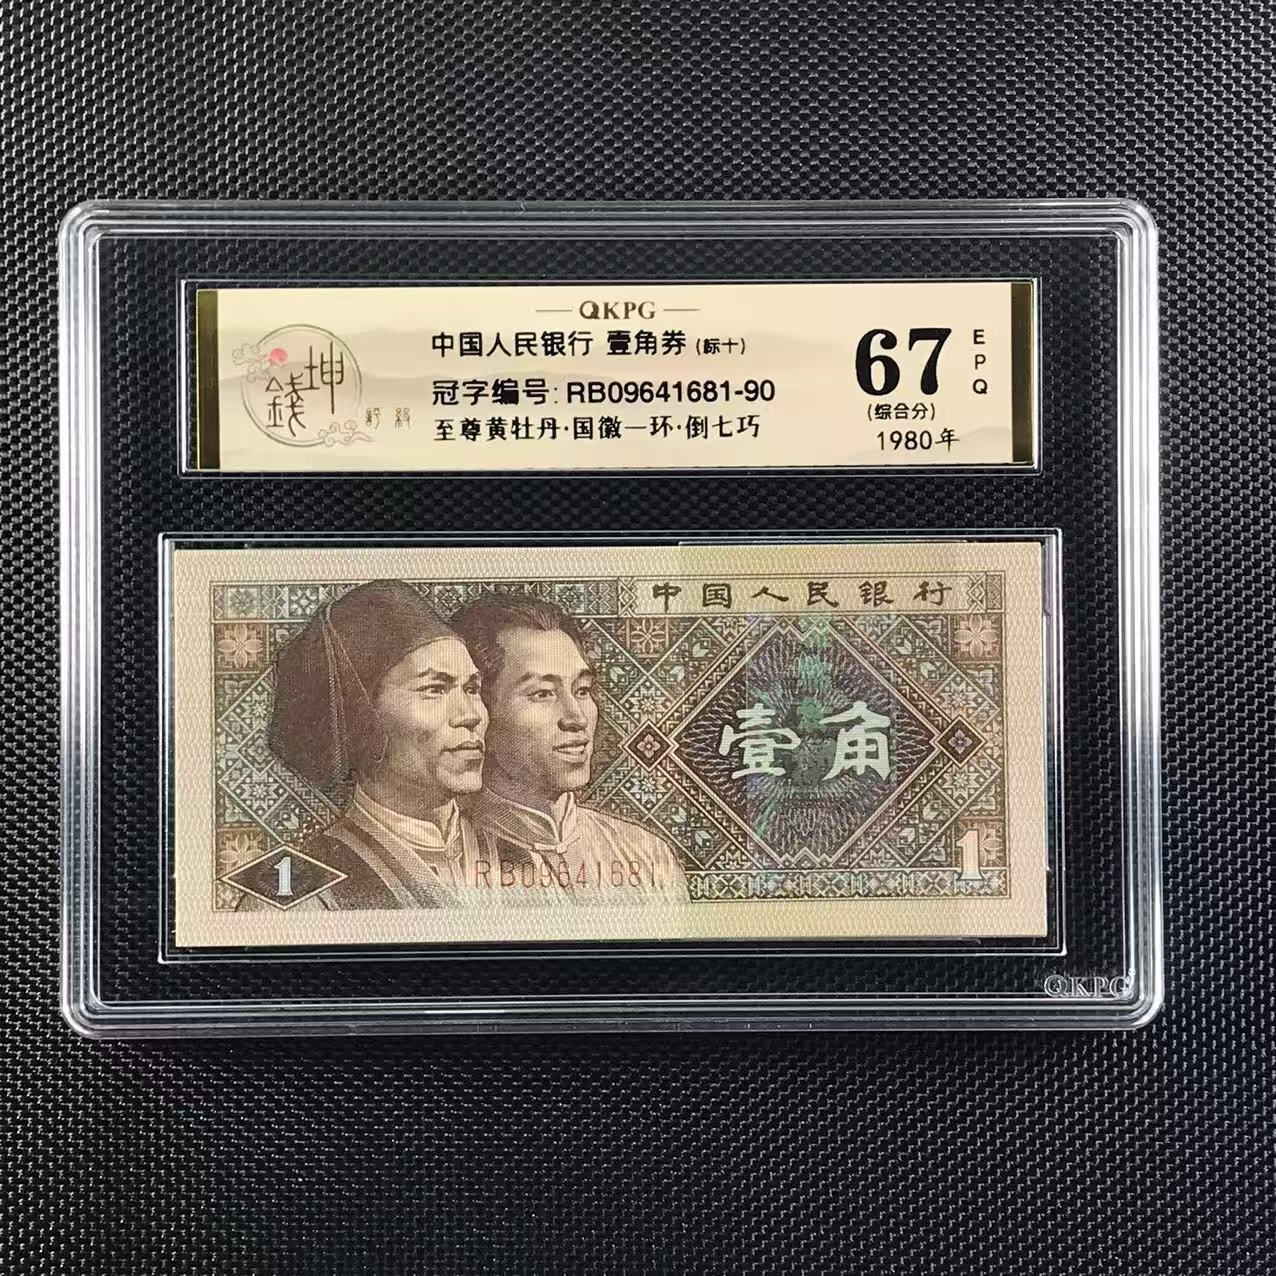 QKPG
中国人民银行 壹角券 (标十)
冠字编号: RB09641681-90
至尊黄牡丹·国徽一环·倒七巧
坤
錢
評級
67
EPQ
(综合分)
1980年
中国人民银行
壹角
1
1
RB09641681
QKPG